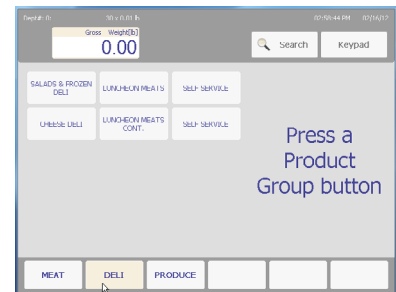 Dept#: 0
30 x 0.01 lb
02:58:44 PM 02/16/12
Gross Weight[lb]
0.00
Search
Keypad
SALADS & FROZEN DELI
LUNCHEON MEATS
SELF SERVICE
CHEESE DELI
LUNCHEON MEATS CONT.
SELF SERVICE
Press a
Product
Group button
MEAT
DELI
PRODUCE